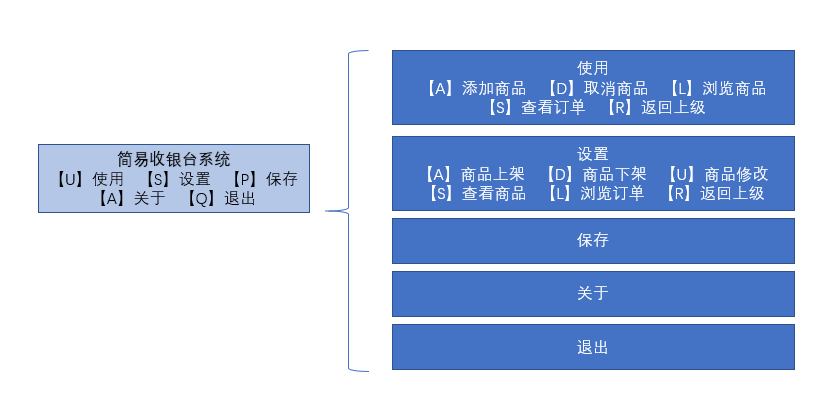 简易收银台系统
【U】使用 【S】设置 【P】保存
【A】关于 【Q】退出
使用
【A】添加商品 【D】取消商品 【L】浏览商品
【S】查看订单 【R】返回上级
设置
【A】商品上架 【D】商品下架 【U】商品修改
【S】查看商品 【L】浏览订单 【R】返回上级
保存
关于
退出